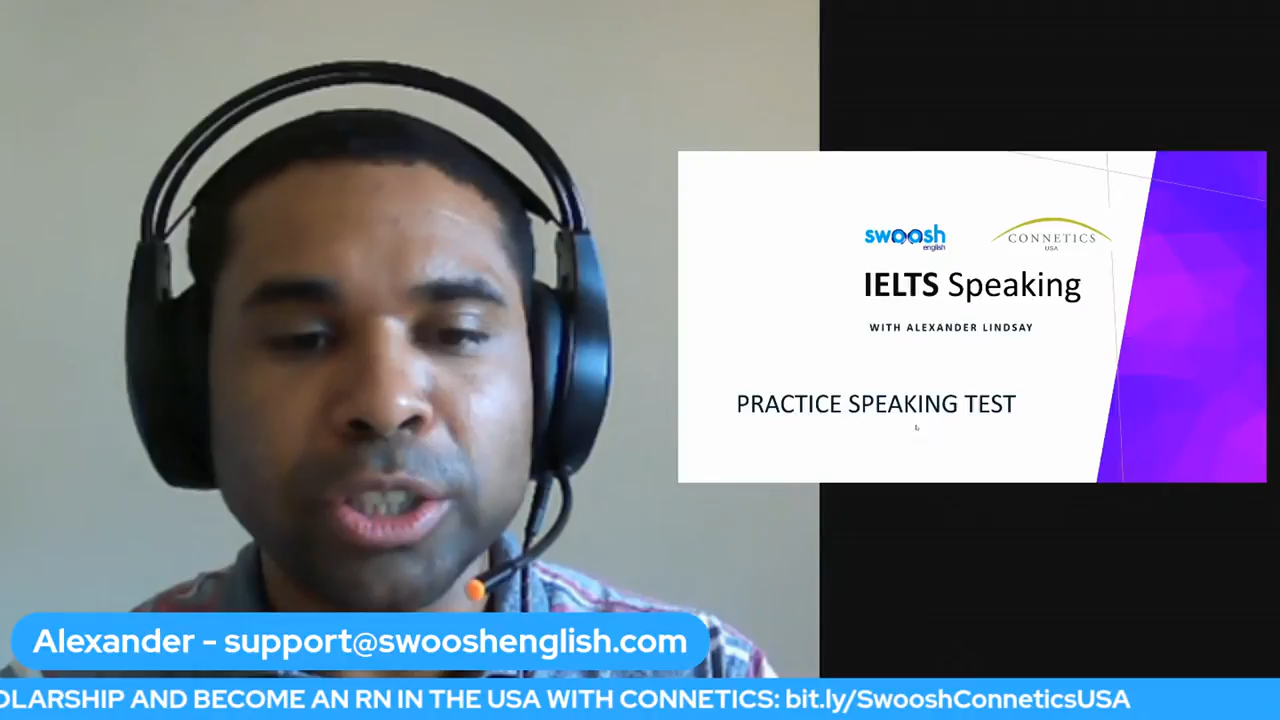 swoosh
english
CONNETICS
USA
IELTS Speaking
WITH ALEXANDER LINDSAY
PRACTICE SPEAKING TEST
Alexander - support@swooshenglish.com
OLARSHIP AND BECOME AN RN IN THE USA WITH CONNETICS: bit.ly/SwooshConneticsUSA